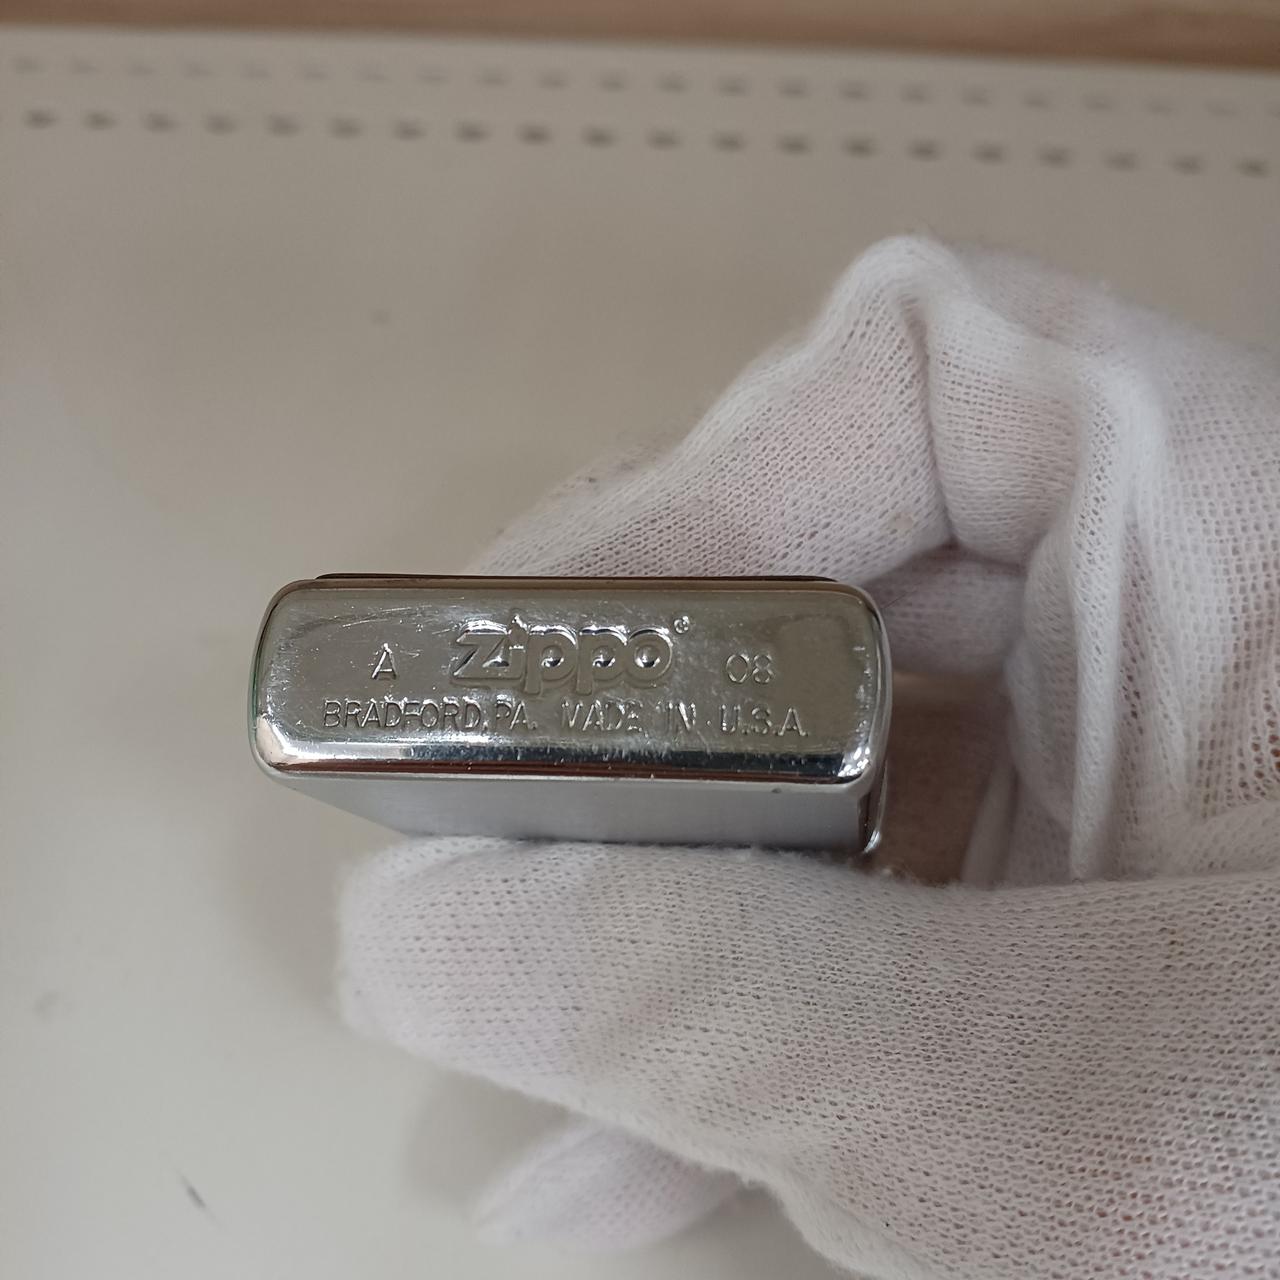 A zippo® 08
BRADFORD, PA. MADE IN U.S.A.